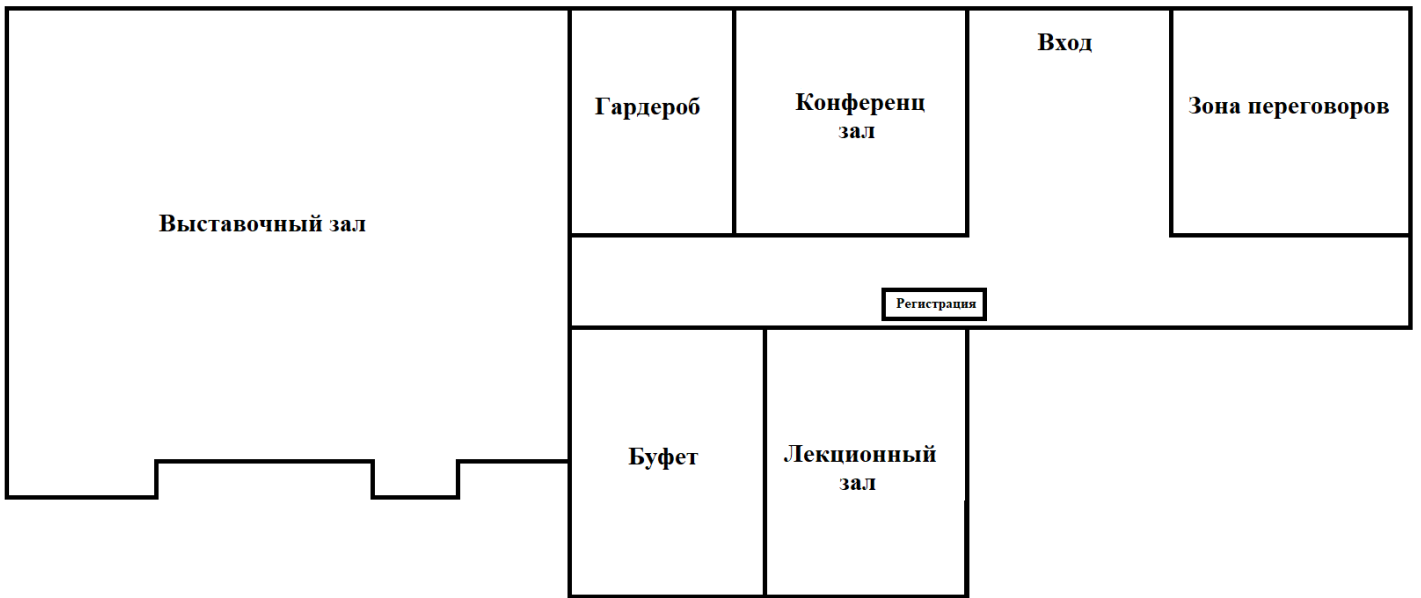 Вход
Гардероб
Конференц
зал
Зона переговоров
Выставочный зал
Регистрация
Буфет
Лекционный
зал